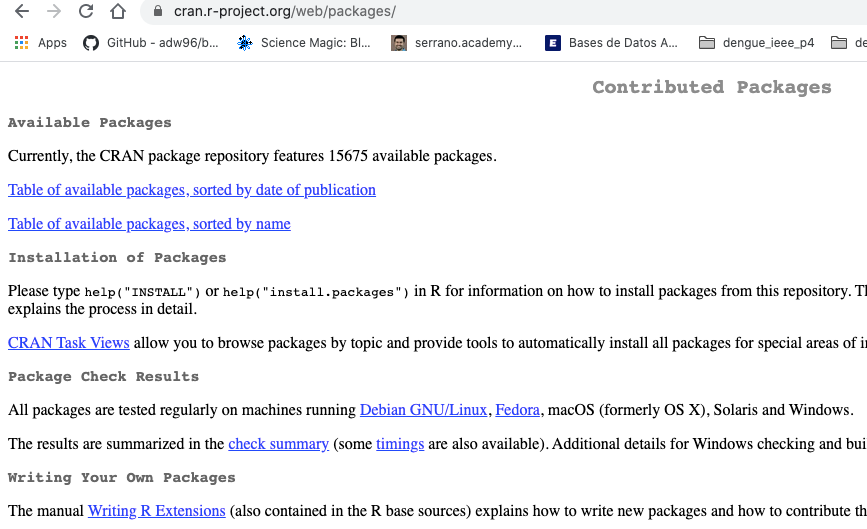 cran.r-project.org/web/packages/
Apps GitHub - adw96/b... Science Magic: Bl... serrano.academy... Bases de Datos A... dengue_ieee_p4 de
Contributed Packages
Available Packages
Currently, the CRAN package repository features 15675 available packages.
Table of available packages, sorted by date of publication
Table of available packages, sorted by name
Installation of Packages
Please type help("INSTALL") or help("install.packages") in R for information on how to install packages from this repository. Th
explains the process in detail.
CRAN Task Views allow you to browse packages by topic and provide tools to automatically install all packages for special areas of in
Package Check Results
All packages are tested regularly on machines running Debian GNU/Linux, Fedora, macOS (formerly OS X), Solaris and Windows.
The results are summarized in the check summary (some timings are also available). Additional details for Windows checking and bui
Writing Your Own Packages
The manual Writing R Extensions (also contained in the R base sources) explains how to write new packages and how to contribute th